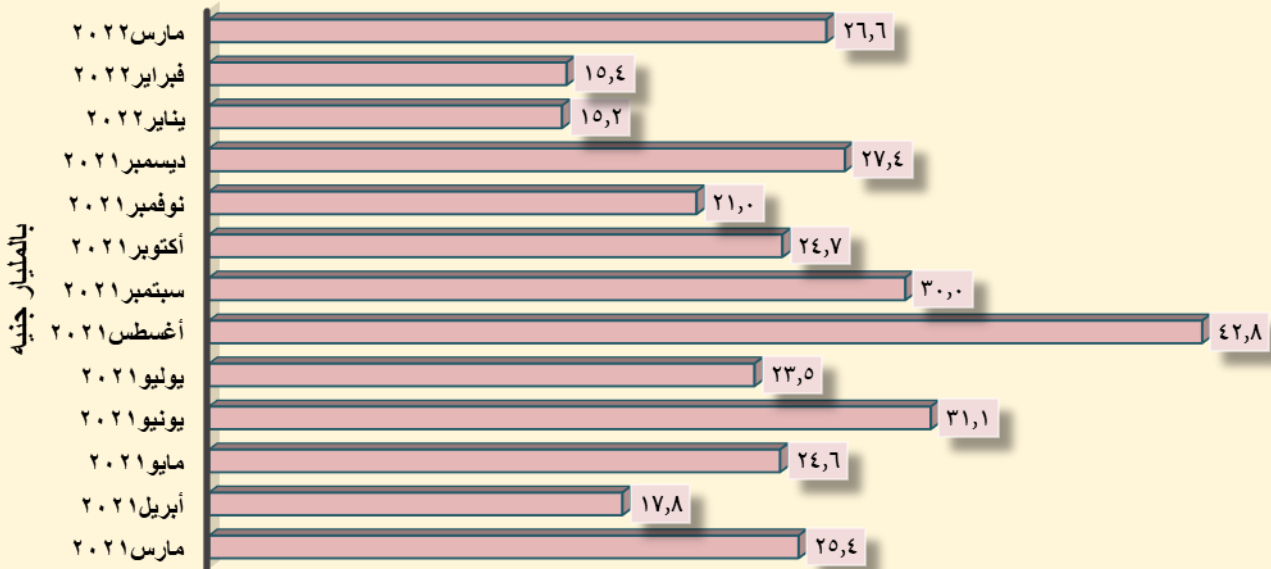 مارس٢٠٢٢ ٢٦,٦
فبراير٢٠٢٢ ١٥,٤
يناير٢٠٢٢ ١٥,٢
ديسمبر٢٠٢١ ٢٧,٤
نوفمبر٢٠٢١ ٢١,٠
أكتوبر٢٠٢١ ٢٤,٧
سبتمبر٢٠٢١ ٣٠,٠
أغسطس٢٠٢١ ٤٢,٨
يوليو٢٠٢١ ٢٣,٥
يونيو٢٠٢١ ٣١,١
مايو٢٠٢١ ٢٤,٦
أبريل٢٠٢١ ١٧,٨
مارس٢٠٢١ ٢٥,٤
بالمليار جنيه